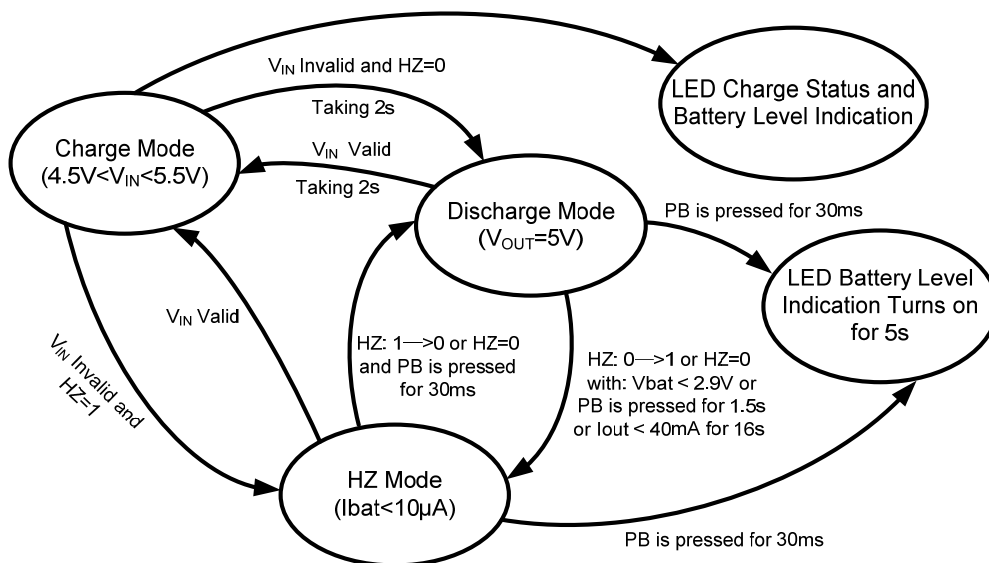 V_IN Invalid and HZ=0
Taking 2s
LED Charge Status and
Battery Level Indication
Charge Mode
(4.5V<V_IN<5.5V)
V_IN Valid
Taking 2s
Discharge Mode
(V_OUT=5V)
PB is pressed for 30ms
LED Battery Level
Indication Turns on
for 5s
V_IN Valid
V_IN Invalid and
HZ=1
HZ: 1—>0 or HZ=0
and PB is pressed
for 30ms
HZ: 0—>1 or HZ=0
with: Vbat < 2.9V or
PB is pressed for 1.5s
or Iout < 40mA for 16s
HZ Mode
(Ibat<10µA)
PB is pressed for 30ms